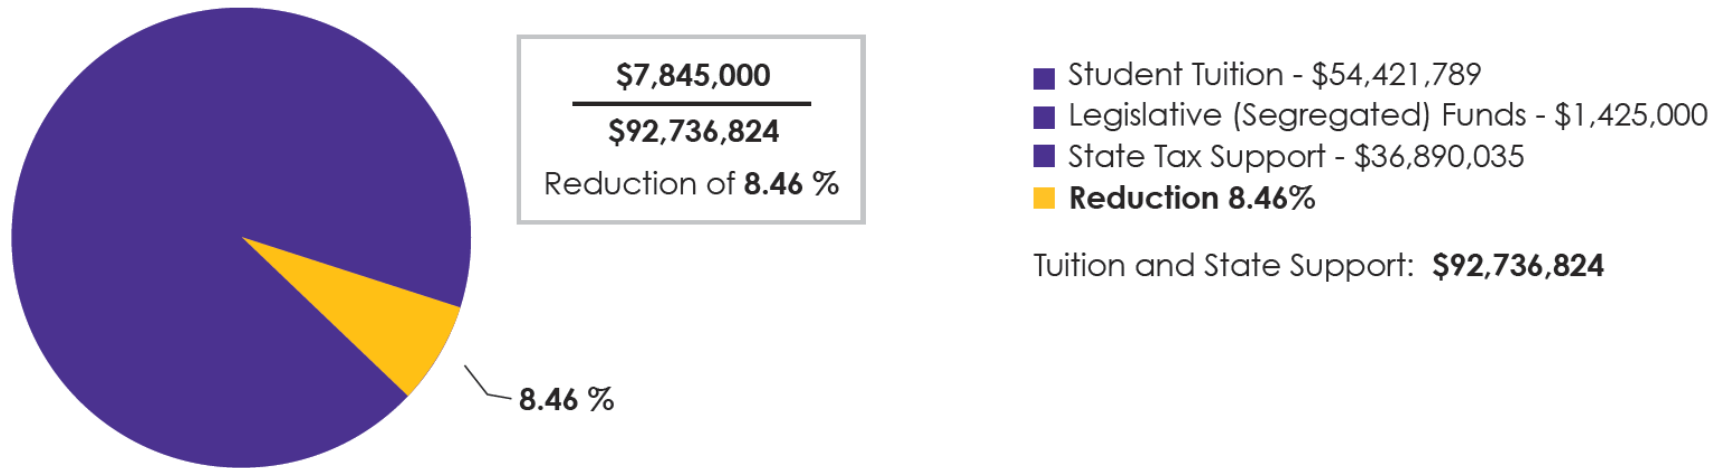 $7,845,000
$92,736,824
Reduction of 8.46 %
8.46 %
Student Tuition - $54,421,789
Legislative (Segregated) Funds - $1,425,000
State Tax Support - $36,890,035
Reduction 8.46%
Tuition and State Support: $92,736,824